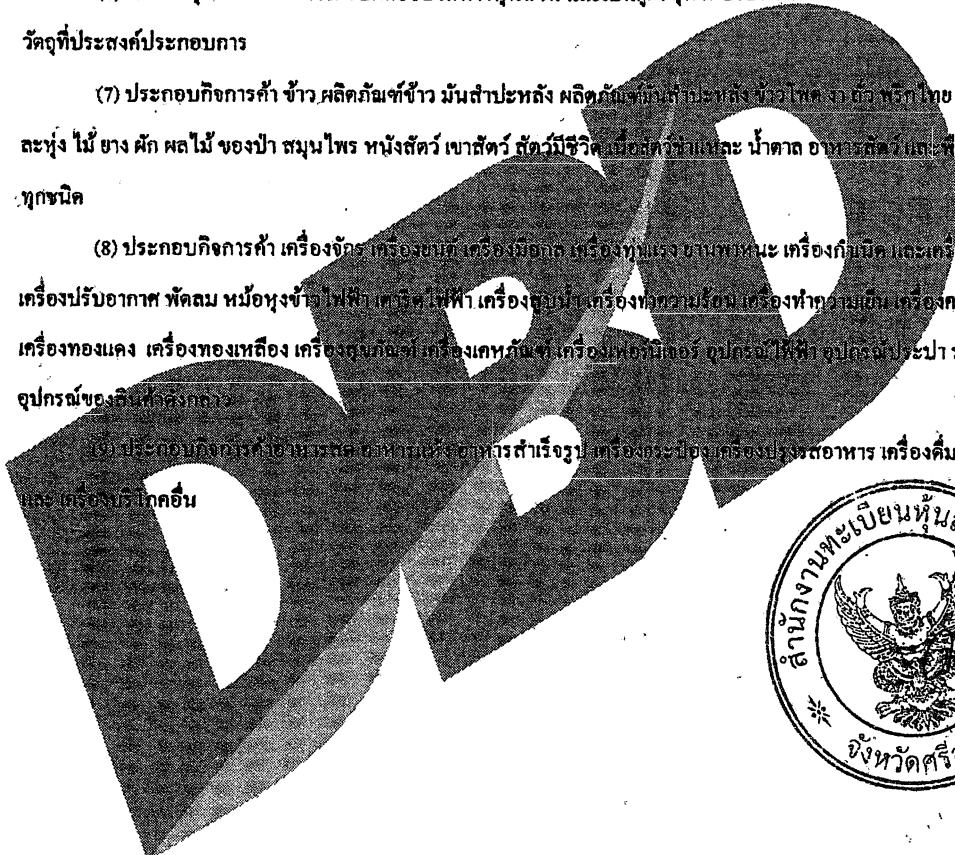 วัตถุที่ประสงค์ประกอบการ
(7) ประกอบกิจการค้า ข้าว ผลิตภัณฑ์ข้าว มันสำปะหลัง ผลิตภัณฑ์มันสำปะหลัง ข้าวโพด งา ถั่ว พริกไทย
ละหุ่ง ไม้ ยาง ผัก ผลไม้ ของป่า สมุนไพร หนังสัตว์ เขาสัตว์ สัตว์มีชีวิต เนื้อสัตว์ชำแหละ น้ำตาล อาหารสัตว์ และ
ทุกชนิด
(8) ประกอบกิจการค้า เครื่องจักร เครื่องยนต์ เครื่องมือกล เครื่องทุ่นแรง ยานพาหนะ เครื่องกำเนิด
เครื่องปรับอากาศ พัดลม หม้อหุงข้าวไฟฟ้า เตารีดไฟฟ้า เครื่องสูบน้ำ เครื่องทำความร้อน เครื่องทำความเย็น
เครื่องทองแดง เครื่องทองเหลือง เครื่องสุขภัณฑ์ เครื่องเคหภัณฑ์ เครื่องเฟอร์นิเจอร์ อุปกรณ์ไฟฟ้า อุปกรณ์ประปา
อุปกรณ์ของสินค้าดังกล่าว
(9) ประกอบกิจการค้าอาหารสด อาหารแห้ง อาหารสำเร็จรูป เครื่องกระป๋อง เครื่องปรุงรสอาหาร เครื่องดื่ม
และ เครื่องบริโภคอื่น
DBD
สำนักงานทะเบียนหุ้น
จังหวัดศรี